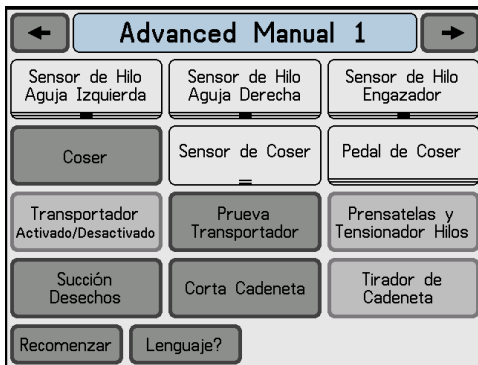 Advanced Manual 1
Sensor de Hilo
Aguja Izquierda
Sensor de Hilo
Aguja Derecha
Sensor de Hilo
Engazador
Coser
Sensor de Coser
Pedal de Coser
Transportador
Activado/Desactivado
Prueva
Transportador
Prensatelas y
Tensionador Hilos
Succión
Desechos
Corta Cadeneta
Tirador de
Cadeneta
Recomenzar
Lenguaje?